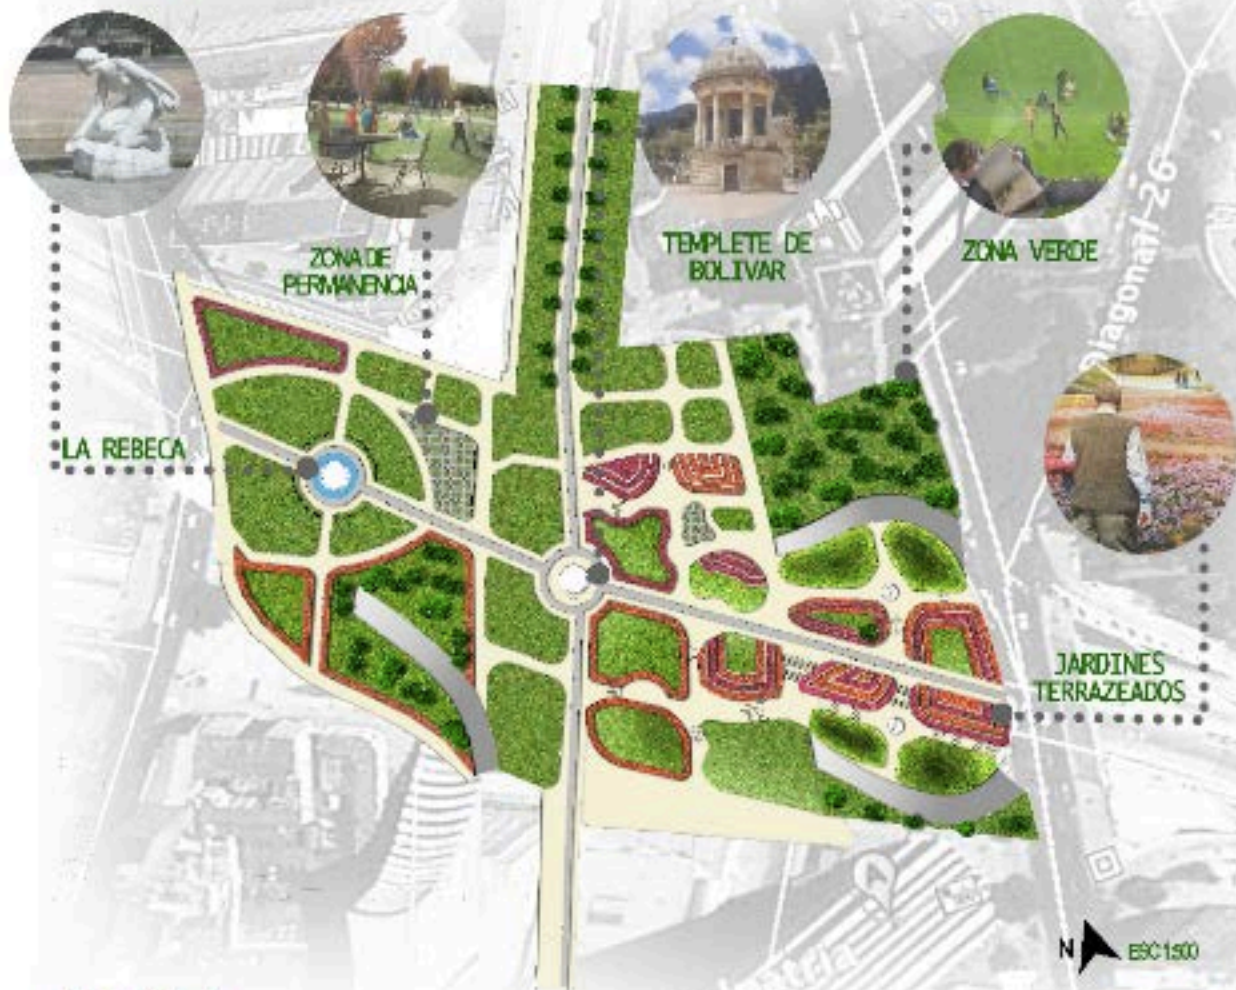 ZONA DE
PERMANENCIA
TEMPLETE DE
BOLIVAR
ZONA VERDE
Diagonal 26
LA REBECA
JARDINES
TERRAZEADOS
N
ESC 1:500